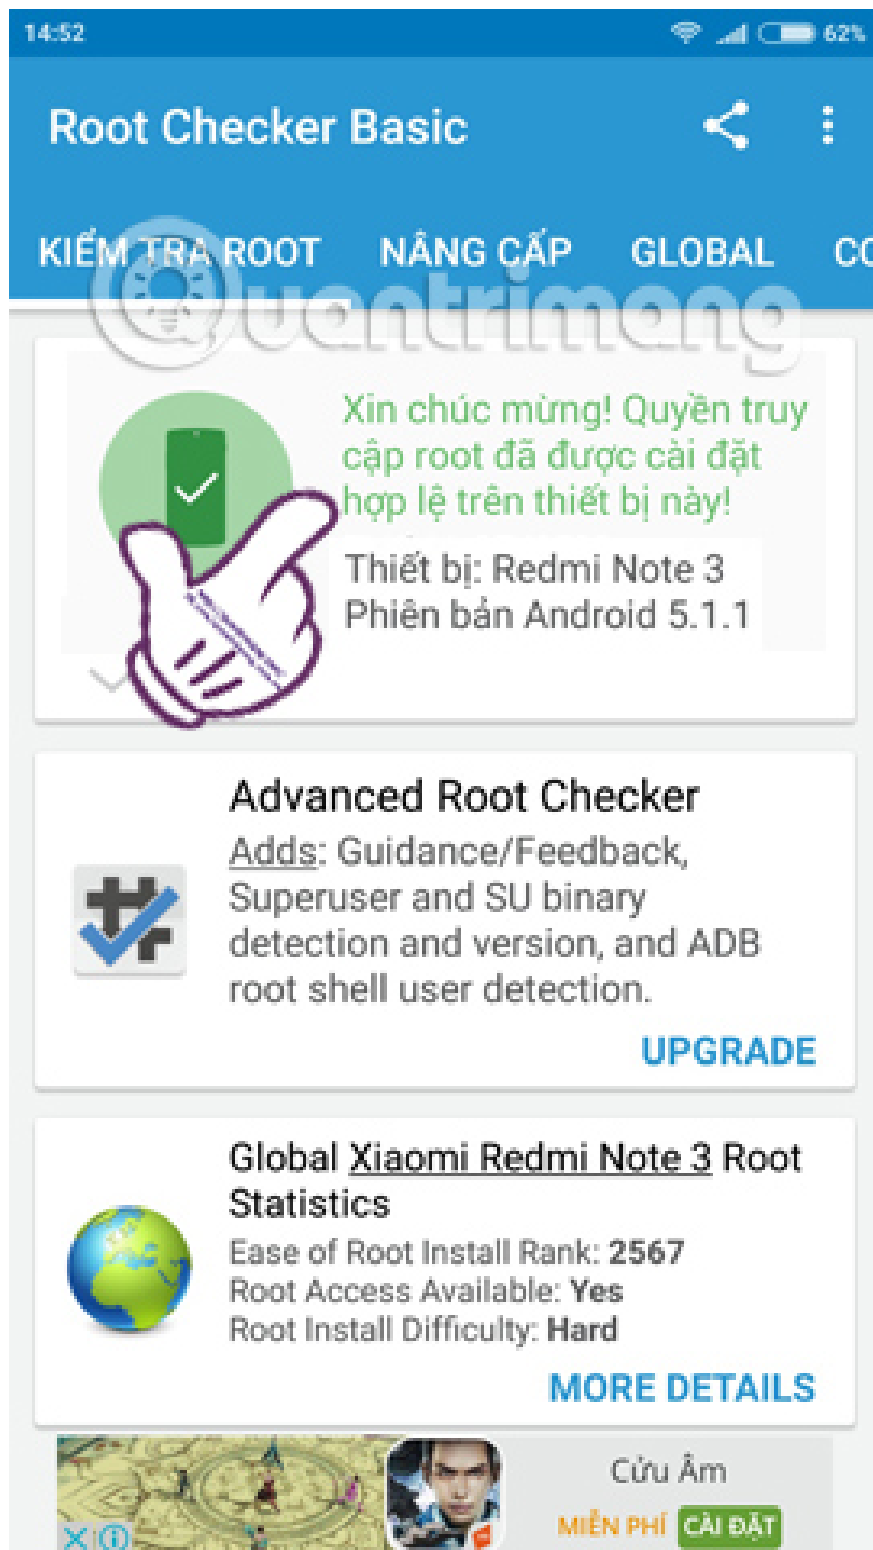 14:52 62%
Root Checker Basic
KIỂM TRA ROOT NÂNG CẤP GLOBAL CO
Quantrimang
Xin chúc mừng! Quyền truy
cập root đã được cài đặt
hợp lệ trên thiết bị này!
Thiết bị: Redmi Note 3
Phiên bản Android 5.1.1
Advanced Root Checker
Adds: Guidance/Feedback,
Superuser and SU binary
detection and version, and ADB
root shell user detection.
UPGRADE
Global Xiaomi Redmi Note 3 Root
Statistics
Ease of Root Install Rank: 2567
Root Access Available: Yes
Root Install Difficulty: Hard
MORE DETAILS
Cửu Âm
MIỄN PHÍ CÀI ĐẶT